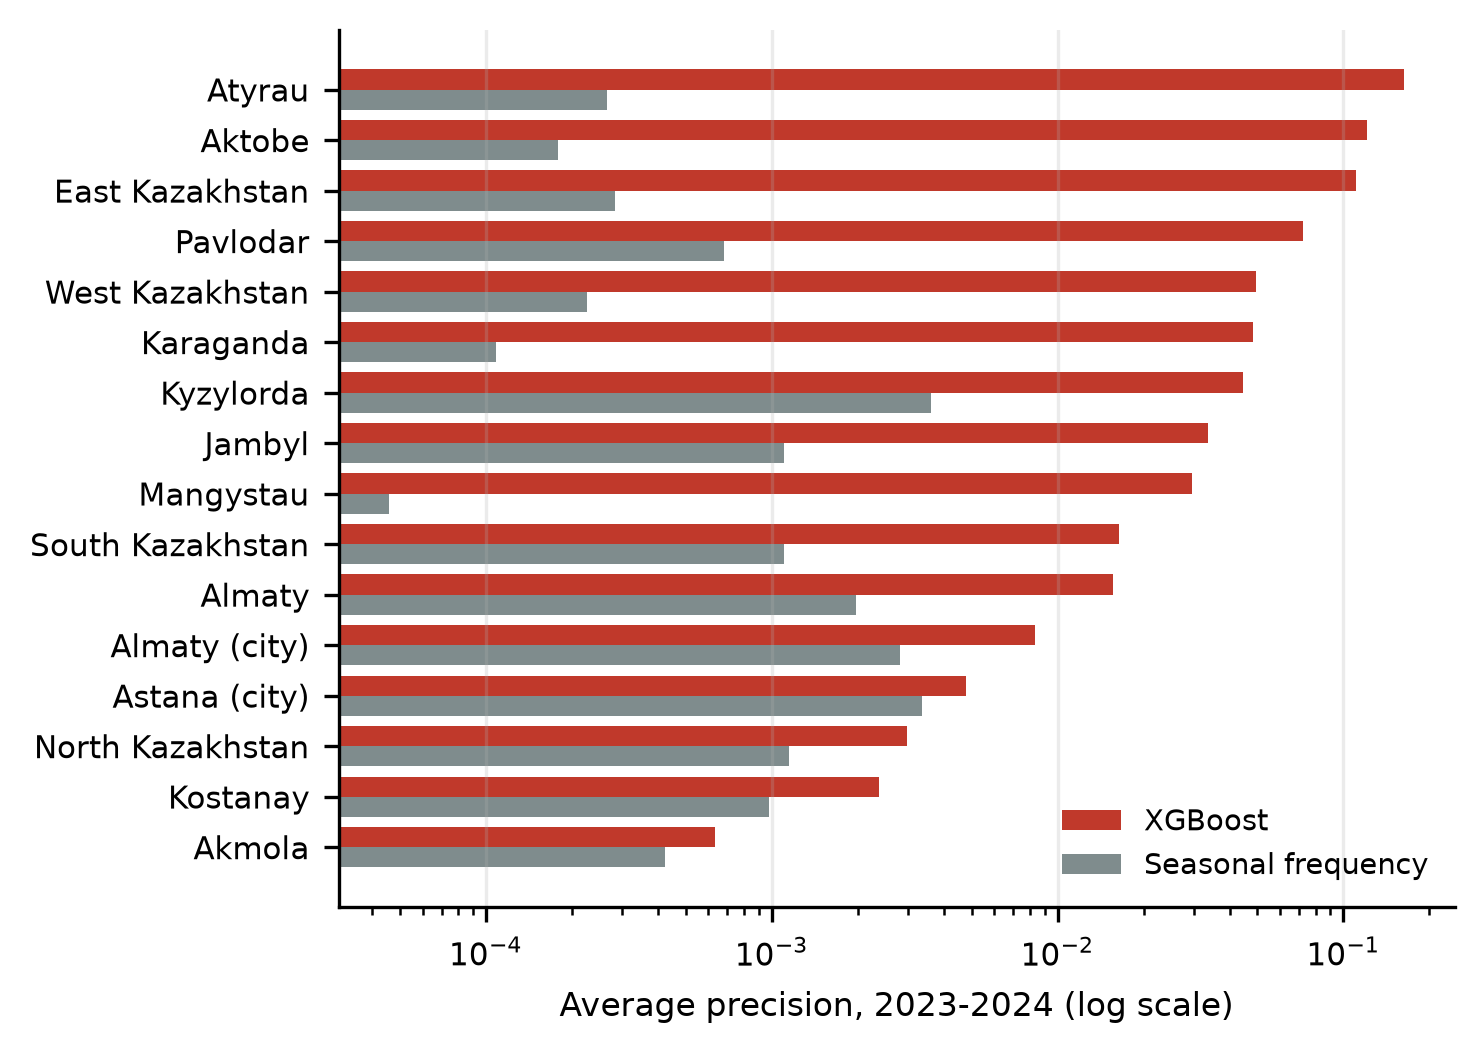 Atyrau
Aktobe
East Kazakhstan
Pavlodar
West Kazakhstan
Karaganda
Kyzylorda
Jambyl
Mangystau
South Kazakhstan
Almaty
Almaty (city)
Astana (city)
North Kazakhstan
Kostanay
Akmola
XGBoost
Seasonal frequency
10⁻⁴ 10⁻³ 10⁻² 10⁻¹
Average precision, 2023-2024 (log scale)